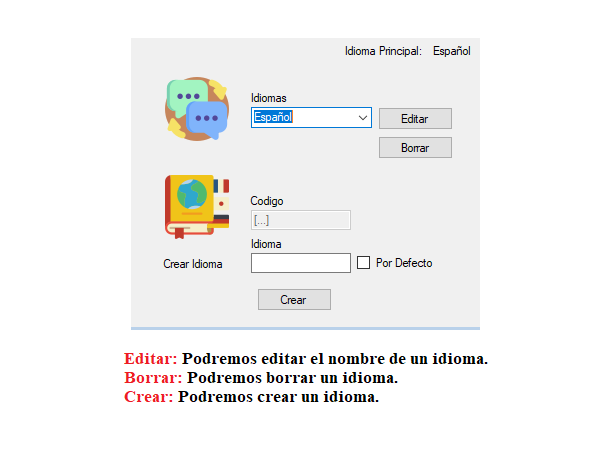 Idioma Principal: Español
Idiomas
Español
Editar
Borrar
Codigo
[...]
Idioma
Crear Idioma
Por Defecto
Crear
Editar: Podremos editar el nombre de un idioma.
Borrar: Podremos borrar un idioma.
Crear: Podremos crear un idioma.